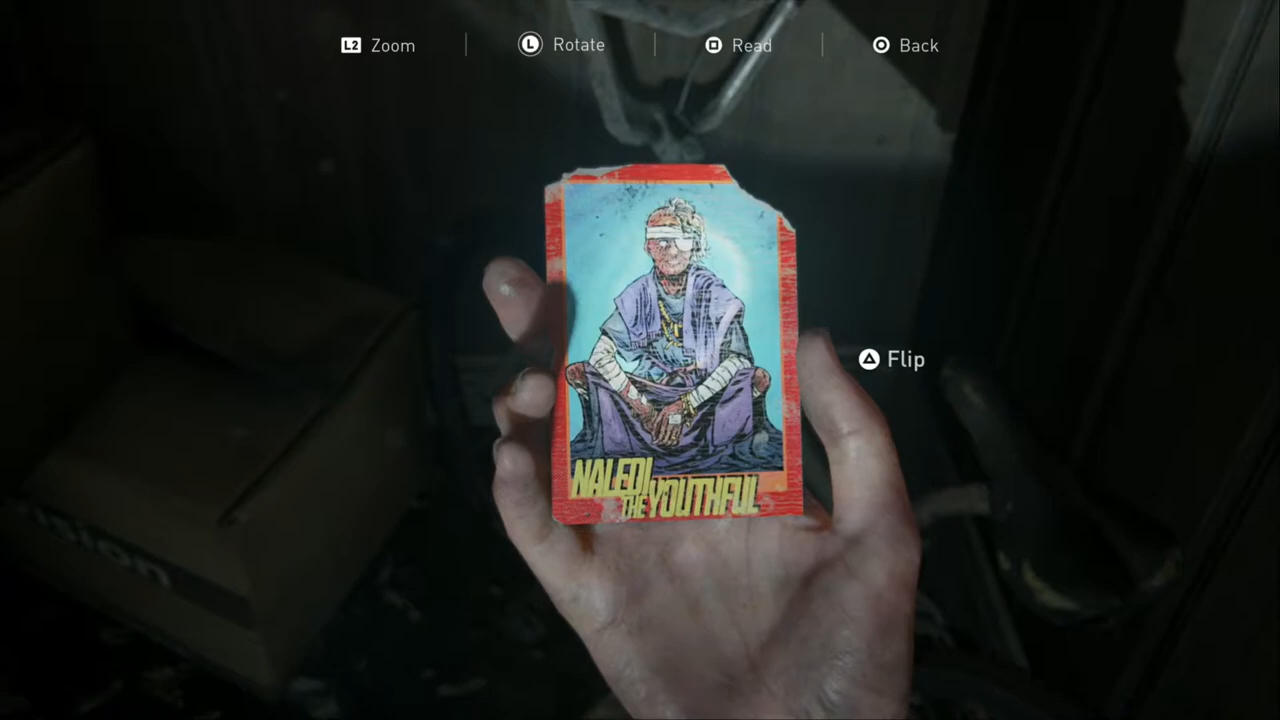 L2 Zoom
L Rotate
Read
Back
Flip
NALEDI
THE YOUTHFUL